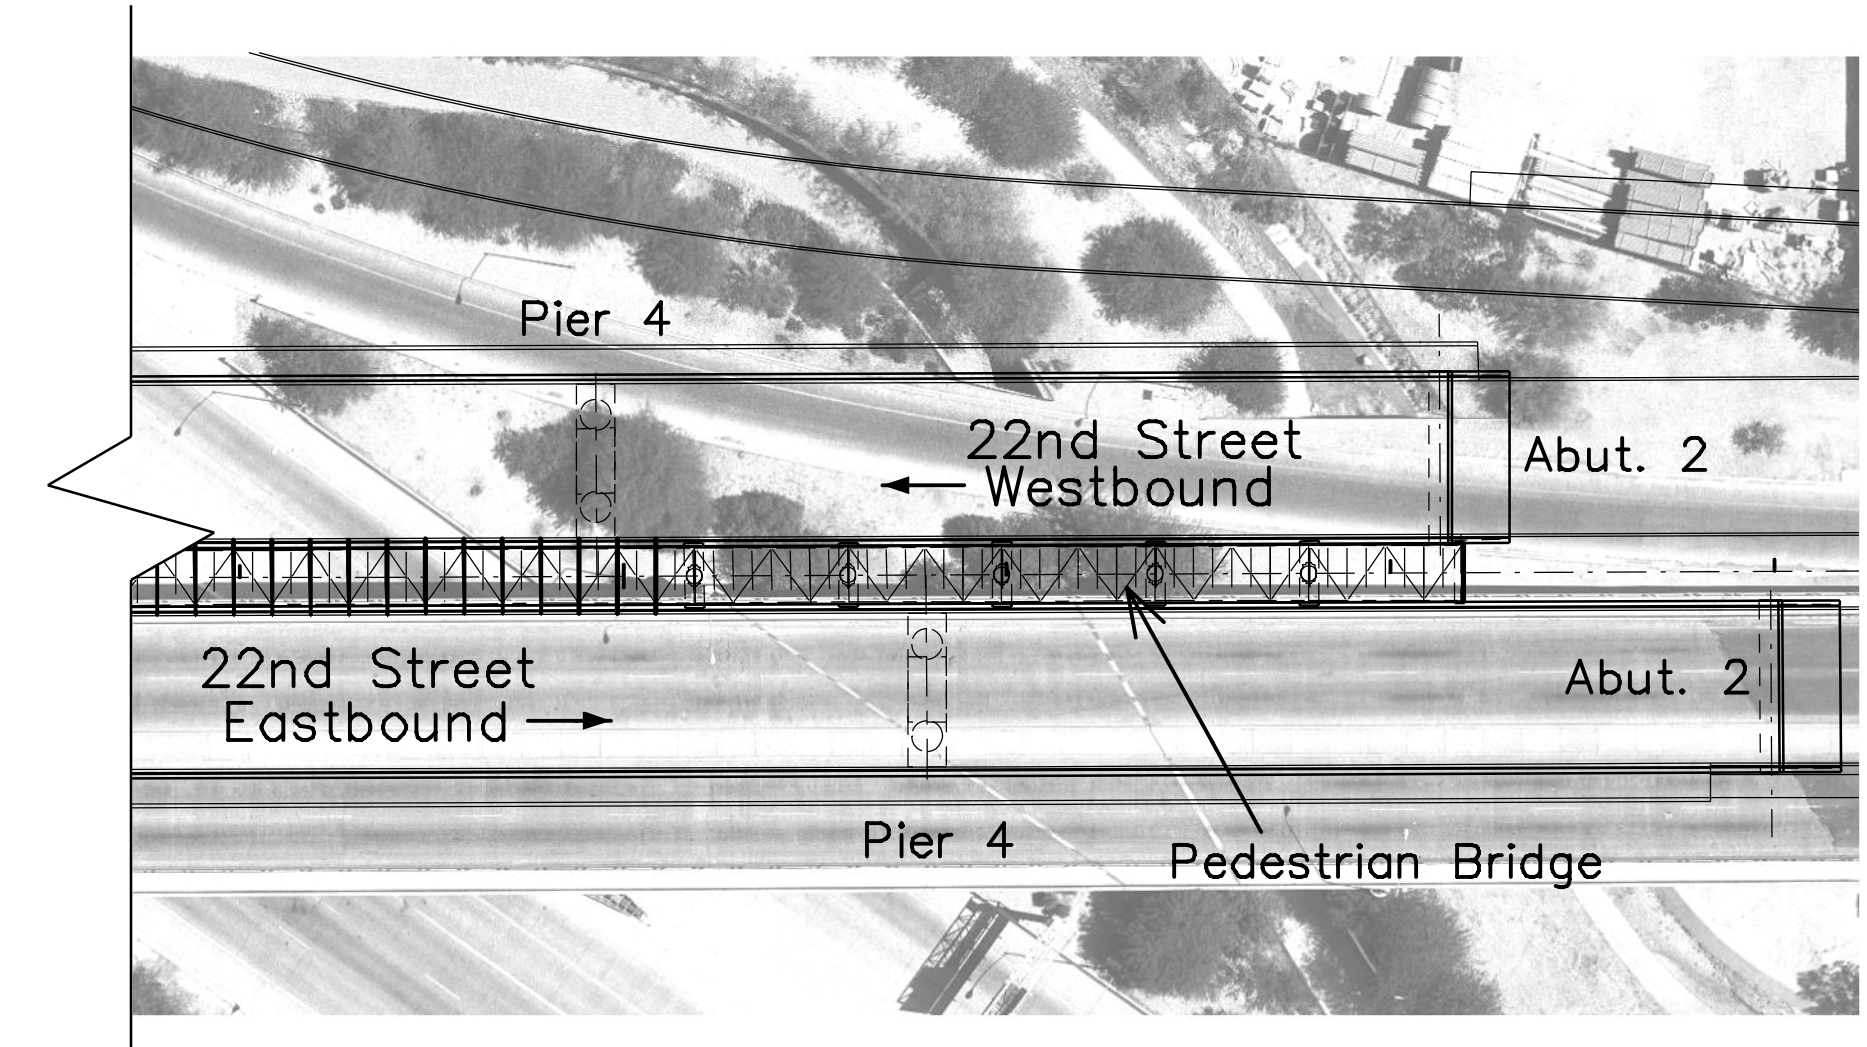 Pier 4
22nd Street
Westbound
Abut. 2
22nd Street
Eastbound
Abut. 2
Pier 4
Pedestrian Bridge